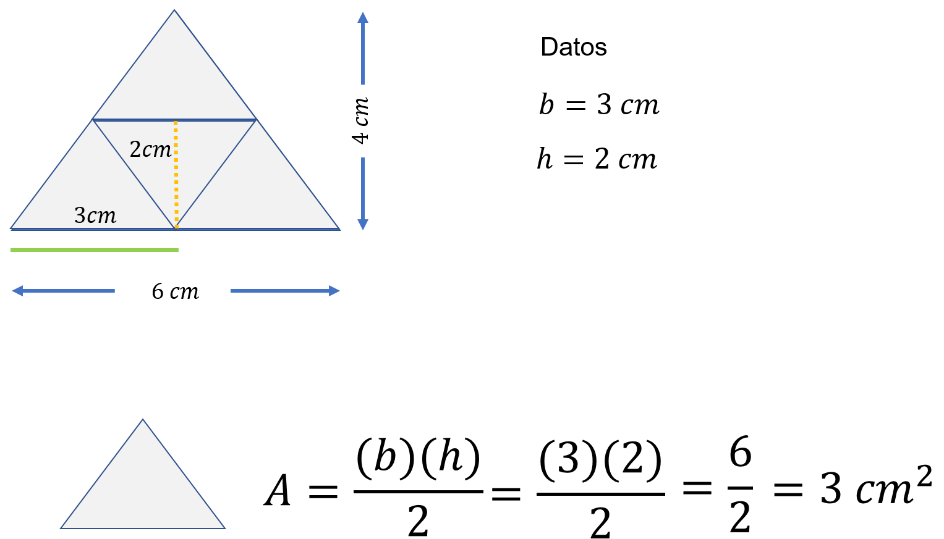 Datos
b = 3 cm
h = 2 cm
4 cm
2cm
3cm
6 cm
A = (b)(h)/2 = (3)(2)/2 = 6/2 = 3 cm²